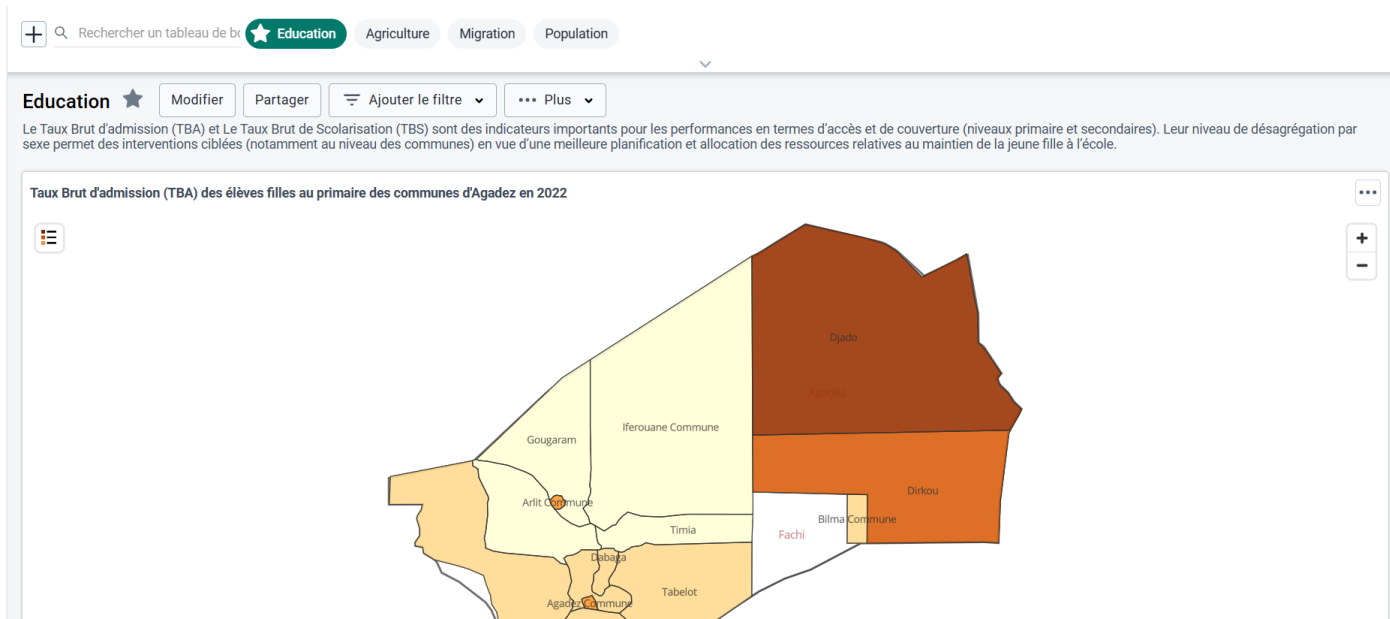 Rechercher un tableau de bo
Education
Agriculture
Migration
Population
Education
Modifier
Partager
Ajouter le filtre
Plus
Le Taux Brut d'admission (TBA) et Le Taux Brut de Scolarisation (TBS) sont des indicateurs importants pour les performances en termes d'accès et de couverture (niveaux primaire et secondaires). Leur niveau de désagrégation par
sexe permet des interventions ciblées (notamment au niveau des communes) en vue d'une meilleure planification et allocation des ressources relatives au maintien de la jeune fille à l'école.
Taux Brut d'admission (TBA) des élèves filles au primaire des communes d'Agadez en 2022
Djado
Agadez
Iferouane Commune
Gougaram
Dirkou
Arlit Commune
Bilma Commune
Timia
Fachi
Dabaga
Tabelot
Agadez Commune